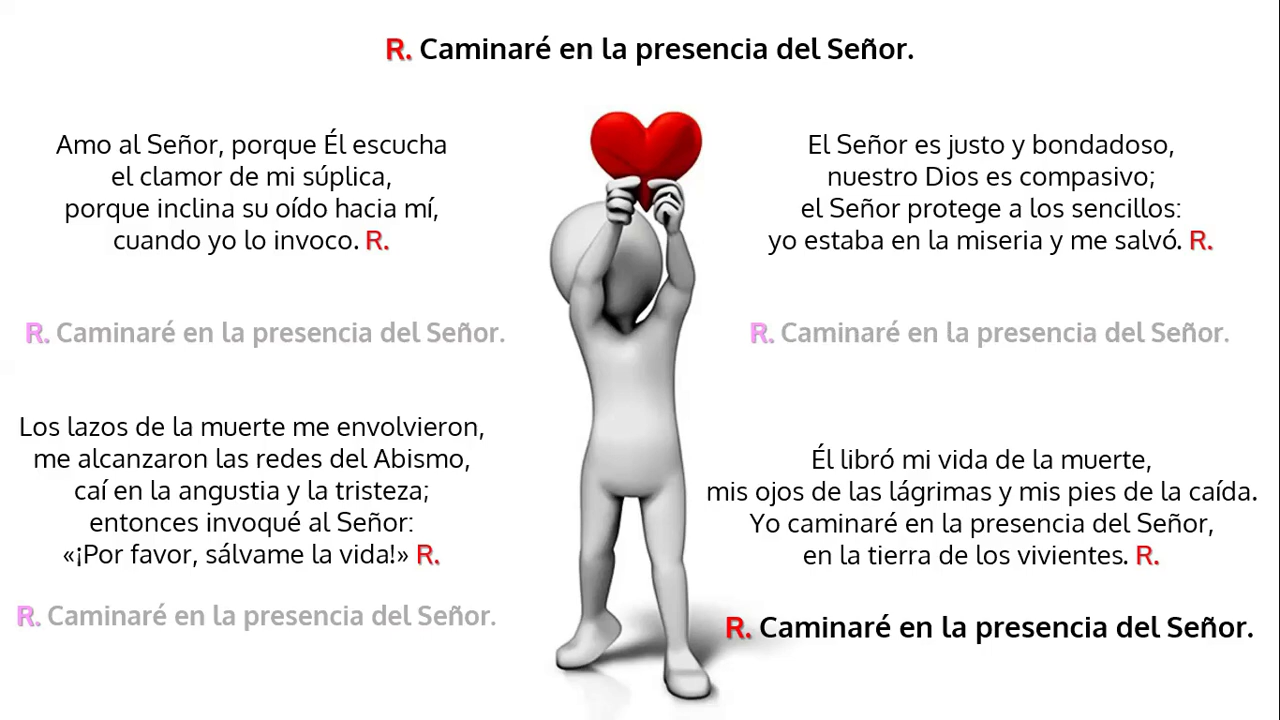 R. Caminaré en la presencia del Señor.
Amo al Señor, porque Él escucha
el clamor de mi súplica,
porque inclina su oído hacia mí,
cuando yo lo invoco. R.
R. Caminaré en la presencia del Señor.
Los lazos de la muerte me envolvieron,
me alcanzaron las redes del Abismo,
caí en la angustia y la tristeza;
entonces invoqué al Señor:
«¡Por favor, sálvame la vida!» R.
R. Caminaré en la presencia del Señor.
El Señor es justo y bondadoso,
nuestro Dios es compasivo;
el Señor protege a los sencillos:
yo estaba en la miseria y me salvó. R.
R. Caminaré en la presencia del Señor.
Él libró mi vida de la muerte,
mis ojos de las lágrimas y mis pies de la caída.
Yo caminaré en la presencia del Señor,
en la tierra de los vivientes. R.
R. Caminaré en la presencia del Señor.